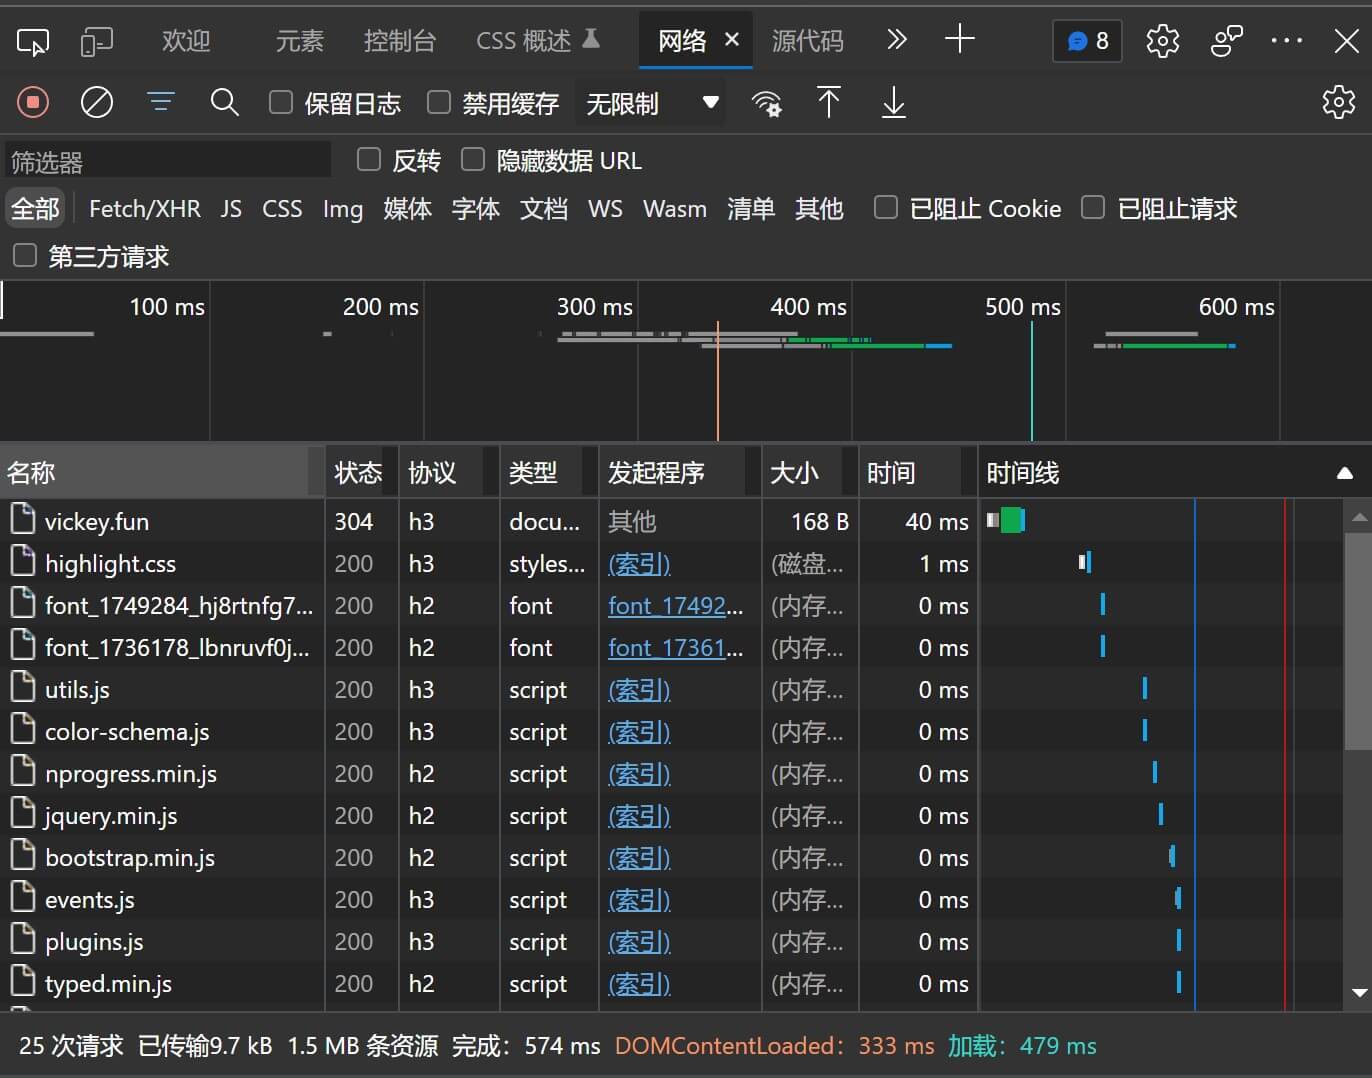 欢迎 元素 控制台 CSS 概述 网络 源代码 8
保留日志 禁用缓存 无限制
筛选器 反转 隐藏数据 URL
全部 Fetch/XHR JS CSS Img 媒体 字体 文档 WS Wasm 清单 其他 已阻止 Cookie 已阻止请求
第三方请求
100 ms 200 ms 300 ms 400 ms 500 ms 600 ms
名称 状态 协议 类型 发起程序 大小 时间 时间线
vickey.fun 304 h3 docu... 其他 168 B 40 ms
highlight.css 200 h3 styles... (索引) (磁盘... 1 ms
font_1749284_hj8rtnfg7... 200 h2 font font_17492... (内存... 0 ms
font_1736178_lbnruvf0j... 200 h2 font font_17361... (内存... 0 ms
utils.js 200 h3 script (索引) (内存... 0 ms
color-schema.js 200 h3 script (索引) (内存... 0 ms
nprogress.min.js 200 h2 script (索引) (内存... 0 ms
jquery.min.js 200 h2 script (索引) (内存... 0 ms
bootstrap.min.js 200 h2 script (索引) (内存... 0 ms
events.js 200 h3 script (索引) (内存... 0 ms
plugins.js 200 h3 script (索引) (内存... 0 ms
typed.min.js 200 h2 script (索引) (内存... 0 ms
25 次请求 已传输9.7 kB 1.5 MB 条资源 完成：574 ms DOMContentLoaded：333 ms 加载：479 ms